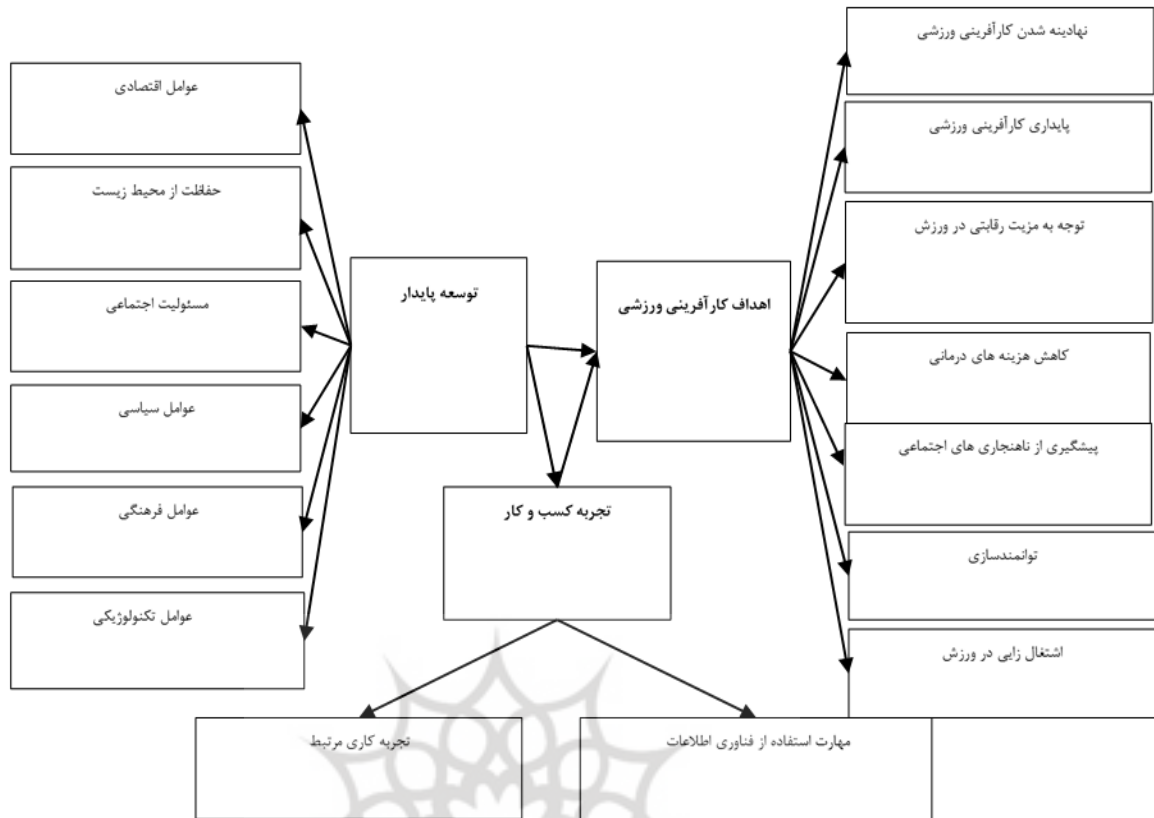 نهادینه شدن کارآفرینی ورزشی
پایداری کارآفرینی ورزشی
توجه به مزیت رقابتی در ورزش
کاهش هزینه های درمانی
پیشگیری از ناهنجاری های اجتماعی
توانمندسازی
اشتغال زایی در ورزش
اهداف کارآفرینی ورزشی
توسعه پایدار
تجربه کسب و کار
عوامل اقتصادی
حفاظت از محیط زیست
مسئولیت اجتماعی
عوامل سیاسی
عوامل فرهنگی
عوامل تکنولوژیکی
مهارت استفاده از فناوری اطلاعات
تجربه کاری مرتبط